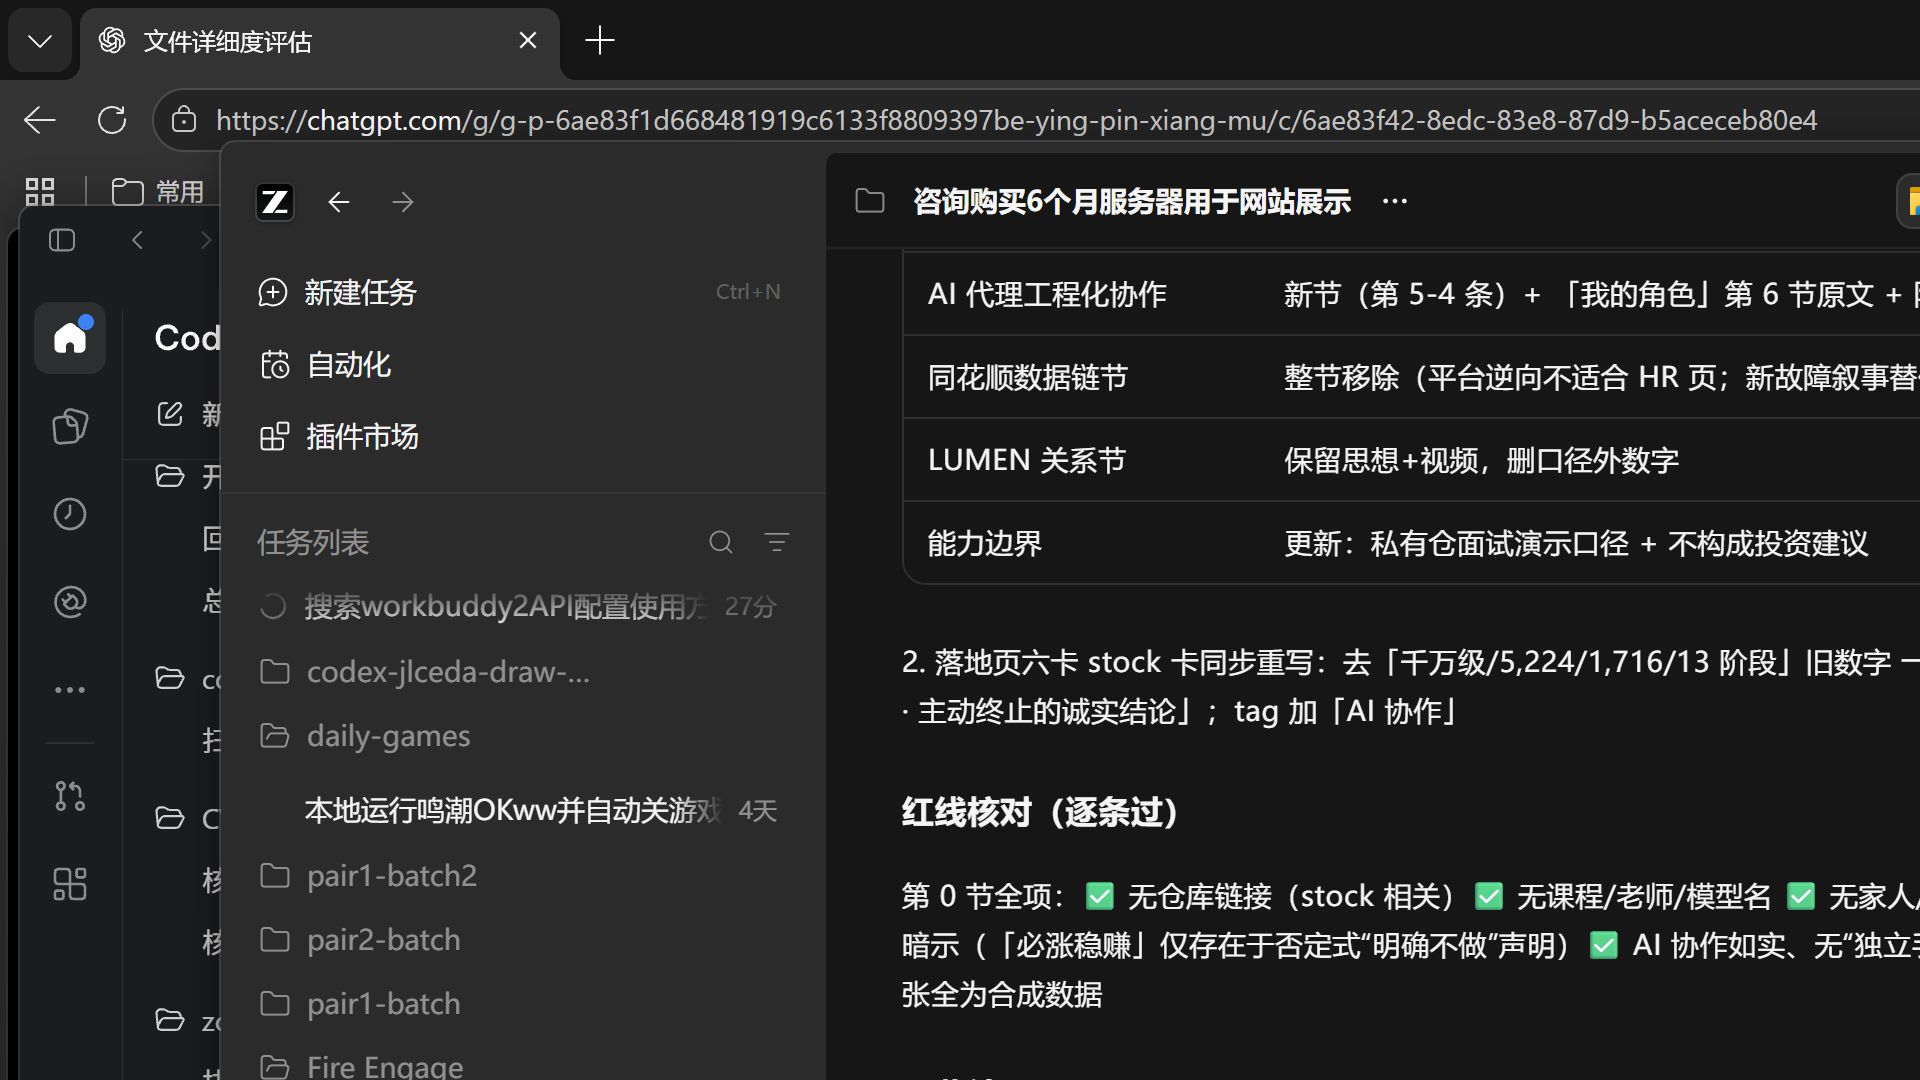 文件详细度评估
https://chatgpt.com/g/g-p-6ae83f1d668481919c6133f8809397be-ying-pin-xiang-mu/c/6ae83f42-8edc-83e8-87d9-b5aceceb80e4
常用
Cod
新
开
总
co
扫
核
核
zc
新建任务 Ctrl+N
自动化
插件市场
任务列表
搜索workbuddy2API配置使用方 27分
codex-jlceda-draw-...
daily-games
本地运行鸣潮OKww并自动关游戏 4天
pair1-batch2
pair2-batch
pair1-batch
Fire Engage
咨询购买6个月服务器用于网站展示 ...
AI 代理工程化协作 新节（第 5-4 条）+ 「我的角色」第 6 节原文 +
同花顺数据链节 整节移除（平台逆向不适合 HR 页；新故障叙事替
LUMEN 关系节 保留思想+视频，删口径外数字
能力边界 更新：私有仓面试演示口径 + 不构成投资建议
2. 落地页六卡 stock 卡同步重写：去「千万级/5,224/1,716/13 阶段」旧数字
· 主动终止的诚实结论」；tag 加「AI 协作」
红线核对（逐条过）
第 0 节全项：✅ 无仓库链接（stock 相关）✅ 无课程/老师/模型名 ✅ 无家人/
暗示（「必涨稳赚」仅存在于否定式“明确不做”声明）✅ AI 协作如实、无“独立
张全为合成数据